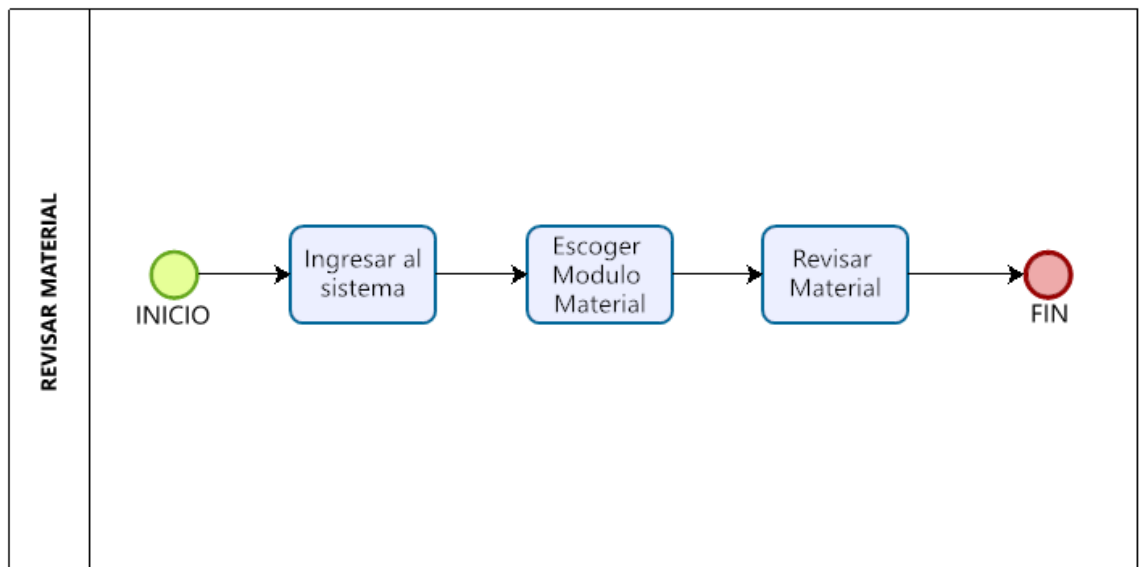 REVISAR MATERIAL
INICIO
Ingresar al
sistema
Escoger
Modulo
Material
Revisar
Material
FIN